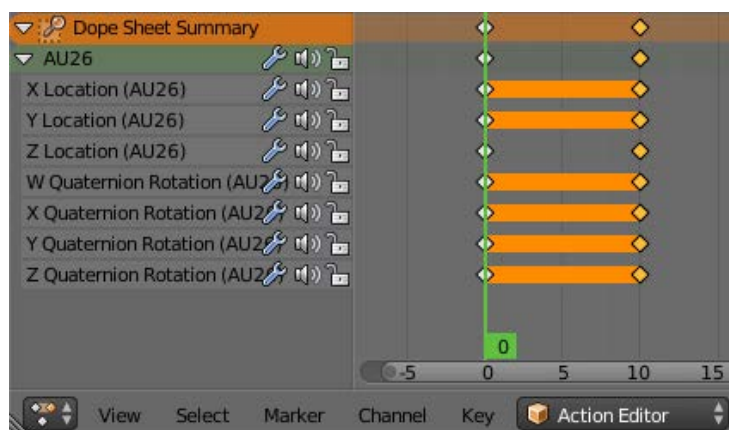 Dope Sheet Summary
AU26
X Location (AU26)
Y Location (AU26)
Z Location (AU26)
W Quaternion Rotation (AU26)
X Quaternion Rotation (AU2
Y Quaternion Rotation (AU2
Z Quaternion Rotation (AU2
0
-5 0 5 10 15
View Select Marker Channel Key Action Editor